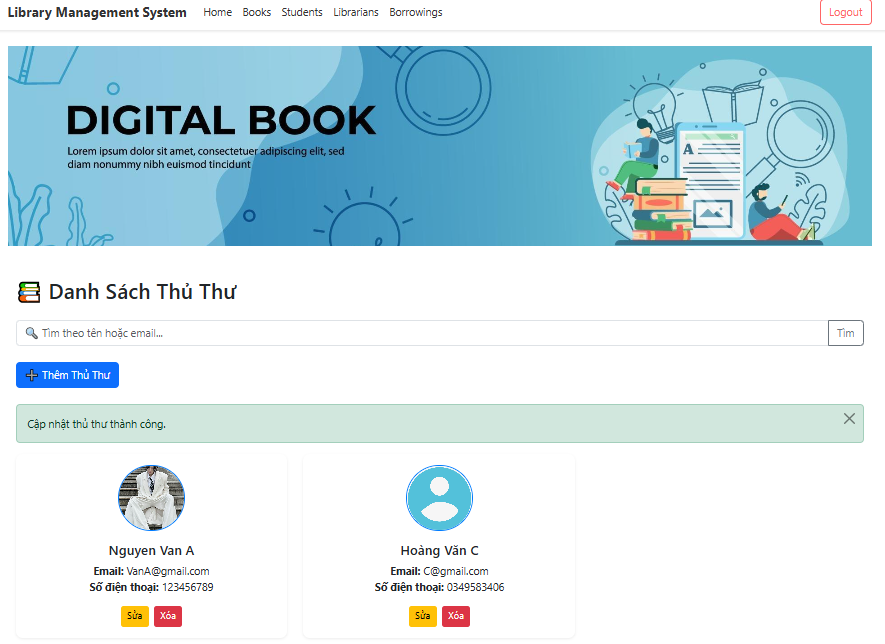 Library Management System Home Books Students Librarians Borrowings Logout
DIGITAL BOOK
Lorem ipsum dolor sit amet, consectetuer adipiscing elit, sed
diam nonummy nibh euismod tincidunt
A
Danh Sách Thủ Thư
Tìm theo tên hoặc email... Tìm
Thêm Thủ Thư
Cập nhật thủ thư thành công.
Nguyen Van A
Email: VanA@gmail.com
Số điện thoại: 123456789
Sửa Xóa
Hoàng Văn C
Email: C@gmail.com
Số điện thoại: 0349583406
Sửa Xóa